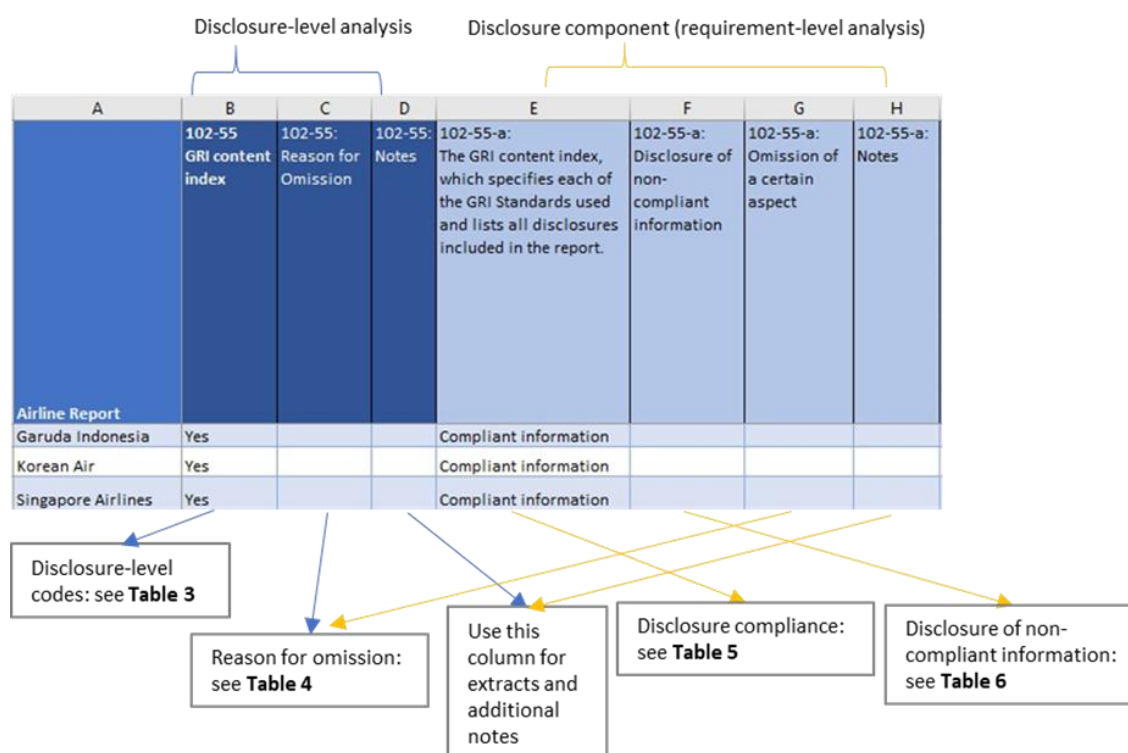 Disclosure-level analysis
Disclosure component (requirement-level analysis)
A B C D E F G H
102-55
GRI content
index
102-55:
Reason for
Omission
102-55:
Notes
102-55-a:
The GRI content index,
which specifies each of
the GRI Standards used
and lists all disclosures
included in the report.
102-55-a:
Disclosure of
non-
compliant
information
102-55-a:
Omission of
a certain
aspect
102-55-a:
Notes
Airline Report
Garuda Indonesia Yes Compliant information
Korean Air Yes Compliant information
Singapore Airlines Yes Compliant information
Disclosure-level
codes: see Table 3
Reason for omission:
see Table 4
Use this
column for
extracts and
additional
notes
Disclosure compliance:
see Table 5
Disclosure of non-
compliant information:
see Table 6